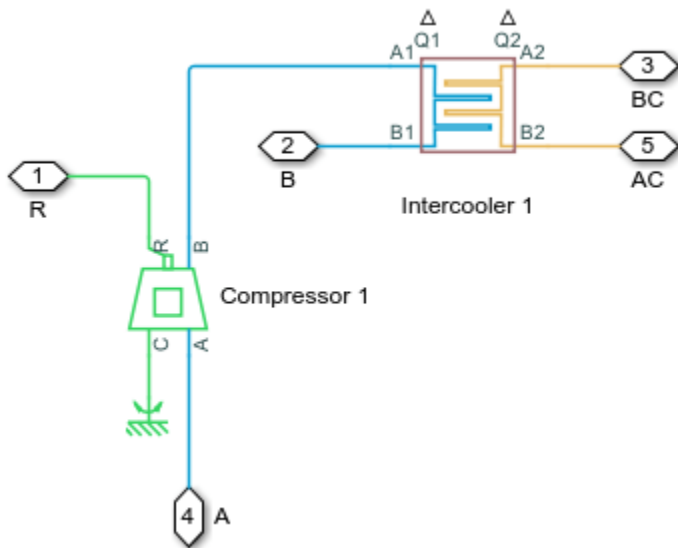 Q1 Q2
A1 A2
3
BC
B1 B2
2
B
5
AC
1
R
Intercooler 1
R B
Compressor 1
C A
4 A